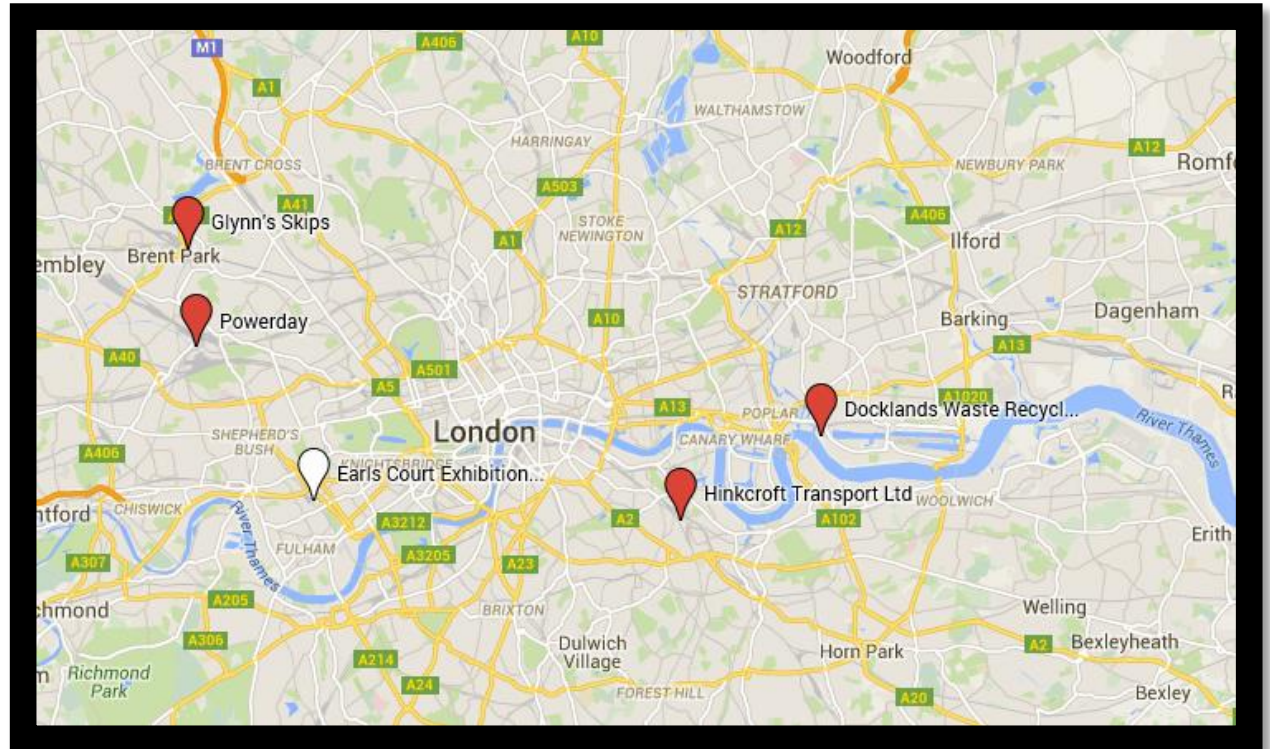 M1
A406
A10
Woodford
A1
WALTHAMSTOW
HARRINGAY
BRENT CROSS
A12
NEWBURY PARK
Romf
A503
A41
Glynn's Skips
STOKE
NEWINGTON
A406
A12
A1
Ilford
Brent Park
embley
STRATFORD
Powerday
A10
Barking
Dagenham
A13
A40
A501
A5
A1020
R
A13
POPLAR
Docklands Waste Recycl...
River Thames
London
SHEPHERD'S
BUSH
CANARY WHARF
A406
KNIGHTSBRIDGE
Earls Court Exhibition...
Hinkcroft Transport Ltd
WOOLWICH
ntford
CHISWICK
River Thames
A3212
A2
A102
Erith
FULHAM
A3205
A23
A307
A205
chmond
BRIXTON
Welling
A306
Dulwich
Village
Horn Park
A2
Bexleyheath
A214
m
Richmond
Park
A24
FOREST HILL
A20
Bexley